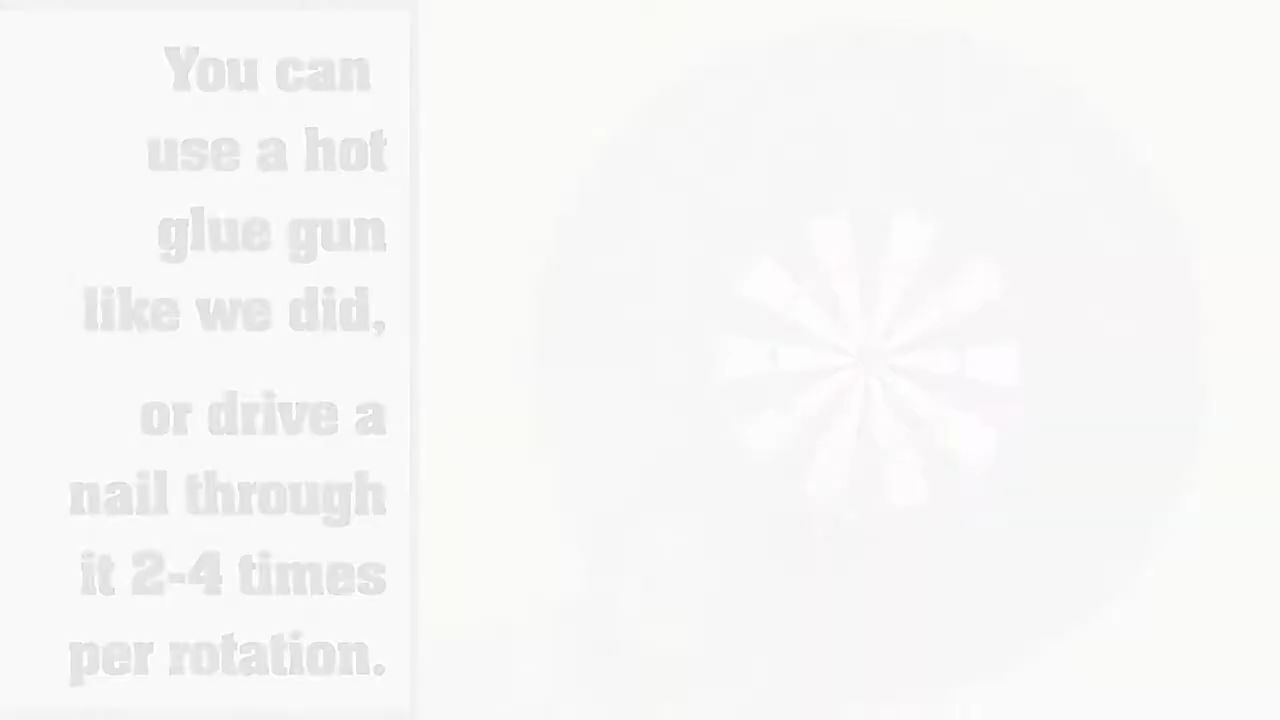 You can
use a hot
glue gun
like we did,
or drive a
nail through
it 2-4 times
per rotation.